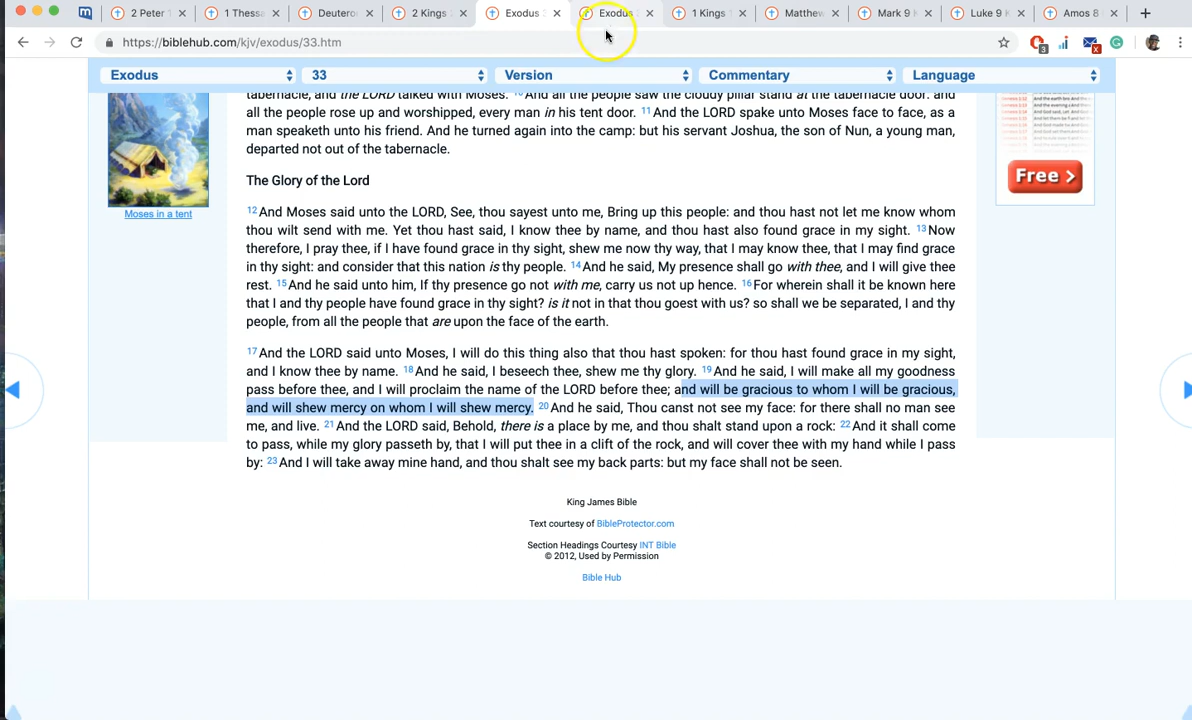 2 Peter 1 Thessa Deutero 2 Kings Exodus 3 Exodus 1 Kings 1 Matthew Mark 9 K Luke 9 K Amos 8
https://biblehub.com/kjv/exodus/33.htm
Exodus 33 Version Commentary Language
tabernacle, and the LORD talked with Moses. 10 And all the people saw the cloudy pillar stand at the tabernacle door: and
all the people rose up and worshipped, every man in his tent door. 11 And the LORD spake unto Moses face to face, as a
man speaketh unto his friend. And he turned again into the camp: but his servant Joshua, the son of Nun, a young man,
departed not out of the tabernacle.
Moses in a tent
Free >
The Glory of the Lord
12 And Moses said unto the LORD, See, thou sayest unto me, Bring up this people: and thou hast not let me know whom
thou wilt send with me. Yet thou hast said, I know thee by name, and thou hast also found grace in my sight. 13 Now
therefore, I pray thee, if I have found grace in thy sight, shew me now thy way, that I may know thee, that I may find grace
in thy sight: and consider that this nation is thy people. 14 And he said, My presence shall go with thee, and I will give thee
rest. 15 And he said unto him, If thy presence go not with me, carry us not up hence. 16 For wherein shall it be known here
that I and thy people have found grace in thy sight? is it not in that thou goest with us? so shall we be separated, I and thy
people, from all the people that are upon the face of the earth.
17 And the LORD said unto Moses, I will do this thing also that thou hast spoken: for thou hast found grace in my sight,
and I know thee by name. 18 And he said, I beseech thee, shew me thy glory. 19 And he said, I will make all my goodness
pass before thee, and I will proclaim the name of the LORD before thee; and will be gracious to whom I will be gracious,
and will shew mercy on whom I will shew mercy. 20 And he said, Thou canst not see my face: for there shall no man see
me, and live. 21 And the LORD said, Behold, there is a place by me, and thou shalt stand upon a rock: 22 And it shall come
to pass, while my glory passeth by, that I will put thee in a clift of the rock, and will cover thee with my hand while I pass
by: 23 And I will take away mine hand, and thou shalt see my back parts: but my face shall not be seen.
King James Bible
Text courtesy of BibleProtector.com
Section Headings Courtesy INT Bible
© 2012, Used by Permission
Bible Hub